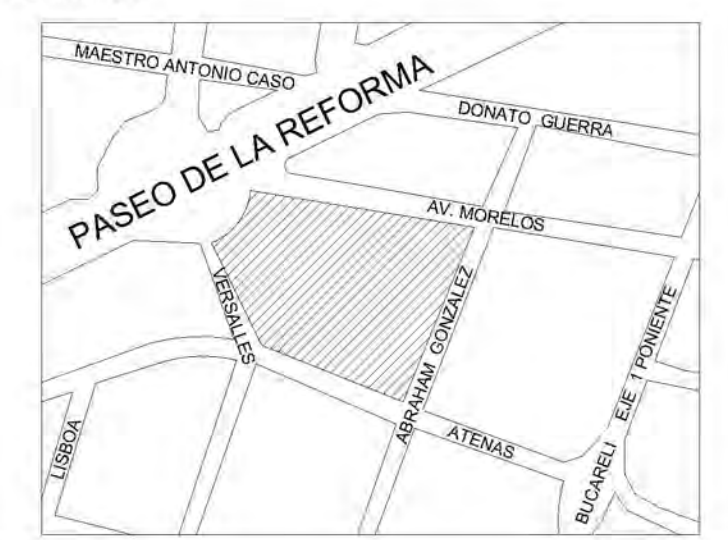 MAESTRO ANTONIO CASO
PASEO DE LA REFORMA
DONATO GUERRA
AV. MORELOS
VERSALLES
ABRAHAM GONZALEZ
EJE 1 PONIENTE
BUCARELI
ATENAS
LISBOA